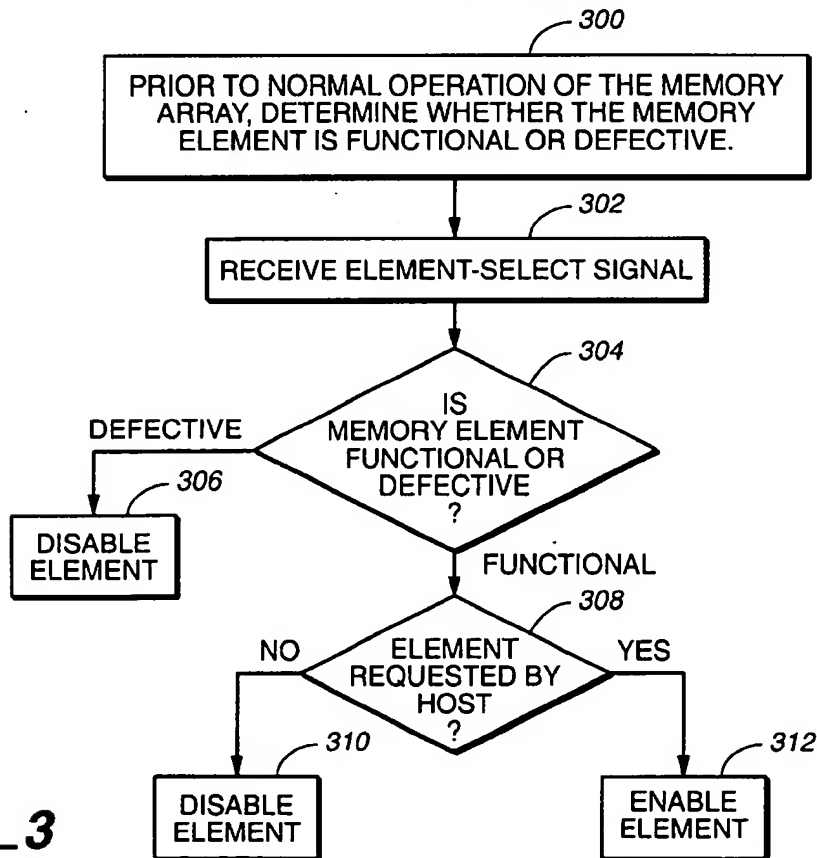 300
PRIOR TO NORMAL OPERATION OF THE MEMORY
ARRAY, DETERMINE WHETHER THE MEMORY
ELEMENT IS FUNCTIONAL OR DEFECTIVE.
302
RECEIVE ELEMENT-SELECT SIGNAL
304
IS
MEMORY ELEMENT
FUNCTIONAL OR
DEFECTIVE
?
DEFECTIVE
306
DISABLE
ELEMENT
FUNCTIONAL
308
ELEMENT
REQUESTED BY
HOST
?
NO
YES
310
DISABLE
ELEMENT
312
ENABLE
ELEMENT
_3